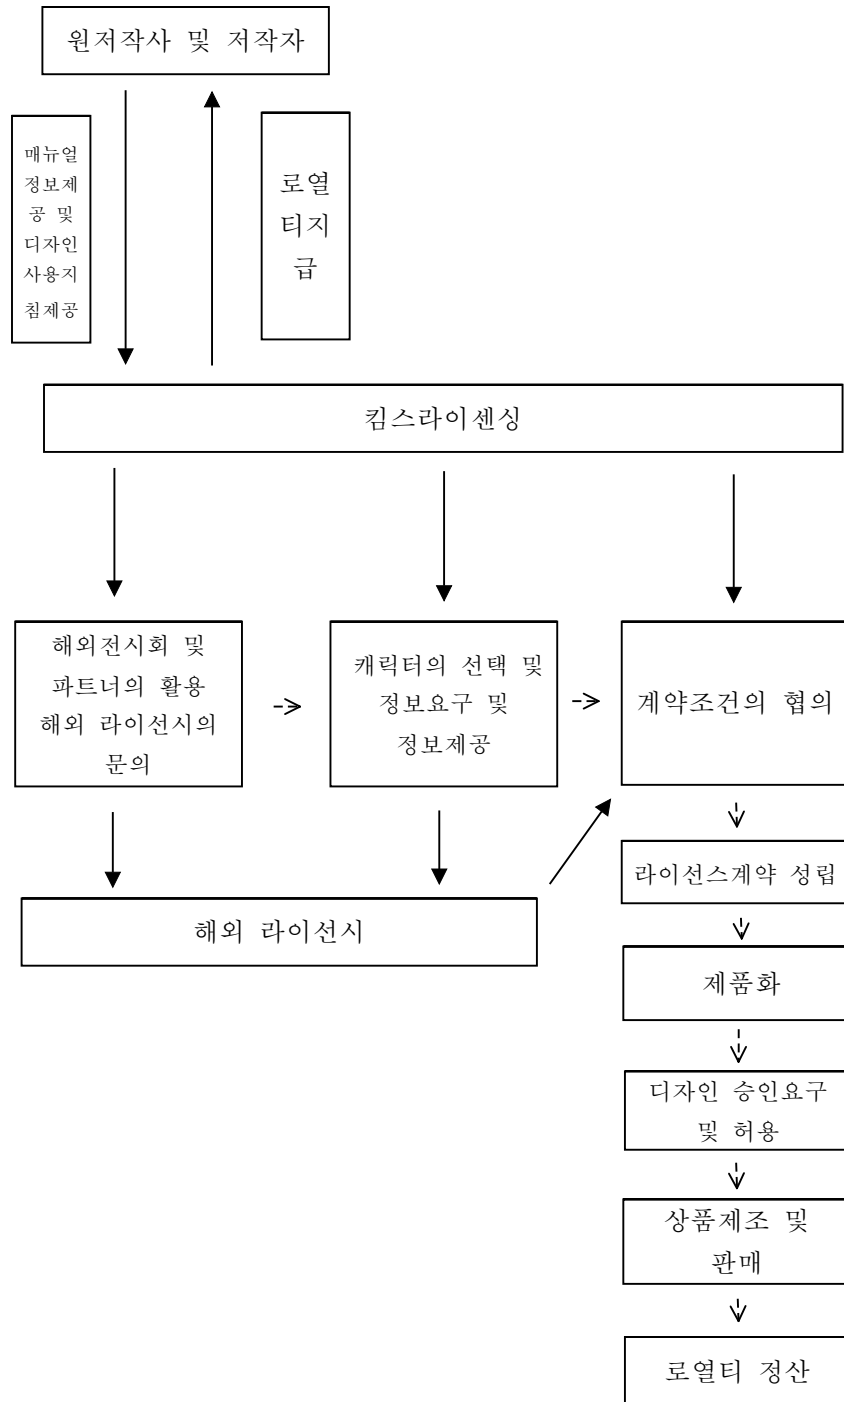 원저작사 및 저작자
매뉴얼
정보제
공 및
디자인
사용지
침제공
로열
티지
급
킴스라이센싱
해외전시회 및
파트너의 활용
해외 라이선시의
문의
캐릭터의 선택 및
정보요구 및
정보제공
계약조건의 협의
해외 라이선시
라이선스계약 성립
제품화
디자인 승인요구
및 허용
상품제조 및
판매
로열티 정산